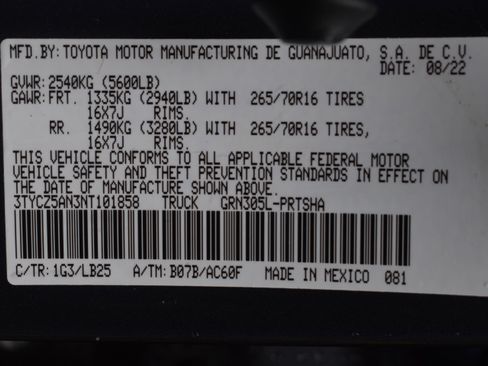 MFD.BY:TOYOTA MOTOR MANUFACTURING DE GUANAJUATO, S.A. DE C.V.
DATE: 08/22
GVWR:2540KG (5600LB)
GAWR:FRT. 1335KG (2940LB) WITH 265/70R16 TIRES
16X7J RIMS.
RR. 1490KG (3280LB) WITH 265/70R16 TIRES,
16X7J RIMS.
THIS VEHICLE CONFORMS TO ALL APPLICABLE FEDERAL MOTOR
VEHICLE SAFETY AND THEFT PREVENTION STANDARDS IN EFFECT ON THE
DATE OF MANUFACTURE SHOWN ABOVE.
3TYCZ5AN3NT101858 TRUCK GRN305L-PRTSHA
C/TR:1G3/LB25 A/TM:B07B/AC60F MADE IN MEXICO 081